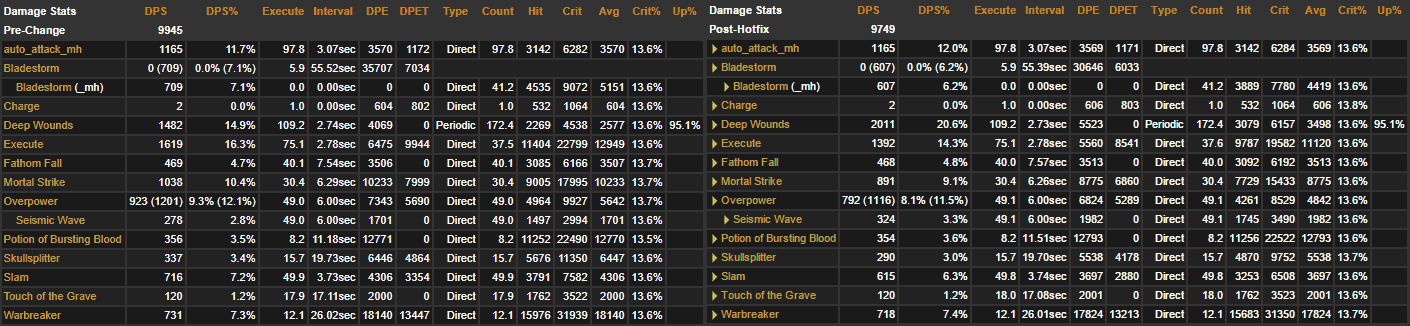 Damage Stats DPS DPS% Execute Interval DPE DPET Type Count Hit Crit Avg Crit% Up%
Pre-Change 9945
auto_attack_mh 1165 11.7% 97.8 3.07sec 3570 1172 Direct 97.8 3142 6282 3570 13.6%
Bladestorm 0 (709) 0.0% (7.1%) 5.9 55.52sec 35707 7034
Bladestorm (_mh) 709 7.1% 0.0 0.00sec 0 0 Direct 41.2 4535 9072 5151 13.6%
Charge 2 0.0% 1.0 0.00sec 604 802 Direct 1.0 532 1064 604 13.6%
Deep Wounds 1482 14.9% 109.2 2.74sec 4069 0 Periodic 172.4 2269 4538 2577 13.6% 95.1%
Execute 1619 16.3% 75.1 2.78sec 6475 9944 Direct 37.5 11404 22799 12949 13.6%
Fathom Fall 469 4.7% 40.1 7.54sec 3506 0 Direct 40.1 3085 6166 3507 13.7%
Mortal Strike 1038 10.4% 30.4 6.29sec 10233 7999 Direct 30.4 9005 17995 10233 13.7%
Overpower 923 (1201) 9.3% (12.1%) 49.0 6.00sec 7343 5690 Direct 49.0 4964 9927 5642 13.7%
Seismic Wave 278 2.8% 49.0 6.00sec 1701 0 Direct 49.0 1497 2994 1701 13.6%
Potion of Bursting Blood 356 3.5% 8.2 11.18sec 12771 0 Direct 8.2 11252 22490 12770 13.5%
Skullsplitter 337 3.4% 15.7 19.73sec 6446 4864 Direct 15.7 5676 11350 6447 13.6%
Slam 716 7.2% 49.9 3.73sec 4306 3354 Direct 49.9 3791 7582 4306 13.6%
Touch of the Grave 120 1.2% 17.9 17.11sec 2000 0 Direct 17.9 1762 3522 2000 13.6%
Warbreaker 731 7.3% 12.1 26.02sec 18140 13447 Direct 12.1 15976 31939 18140 13.6%
Damage Stats DPS DPS% Execute Interval DPE DPET Type Count Hit Crit Avg Crit% Up%
Post-Hotfix 9749
auto_attack_mh 1165 12.0% 97.8 3.07sec 3569 1171 Direct 97.8 3142 6284 3569 13.6%
Bladestorm 0 (607) 0.0% (6.2%) 5.9 55.39sec 30646 6033
Bladestorm (_mh) 607 6.2% 0.0 0.00sec 0 0 Direct 41.2 3889 7780 4419 13.6%
Charge 2 0.0% 1.0 0.00sec 606 803 Direct 1.0 532 1064 606 13.8%
Deep Wounds 2011 20.6% 109.2 2.73sec 5523 0 Periodic 172.4 3079 6157 3498 13.6% 95.1%
Execute 1392 14.3% 75.1 2.78sec 5560 8541 Direct 37.6 9787 19582 11120 13.6%
Fathom Fall 468 4.8% 40.0 7.57sec 3513 0 Direct 40.0 3092 6192 3513 13.6%
Mortal Strike 891 9.1% 30.4 6.26sec 8775 6860 Direct 30.4 7729 15433 8775 13.6%
Overpower 792 (1116) 8.1% (11.5%) 49.1 6.00sec 6824 5289 Direct 49.1 4261 8529 4842 13.6%
Seismic Wave 324 3.3% 49.1 6.00sec 1982 0 Direct 49.1 1745 3490 1982 13.6%
Potion of Bursting Blood 354 3.6% 8.2 11.51sec 12793 0 Direct 8.2 11256 22522 12793 13.6%
Skullsplitter 290 3.0% 15.7 19.70sec 5538 4178 Direct 15.7 4870 9752 5538 13.7%
Slam 615 6.3% 49.8 3.74sec 3697 2880 Direct 49.8 3253 6508 3697 13.6%
Touch of the Grave 120 1.2% 18.0 17.08sec 2001 0 Direct 18.0 1762 3523 2001 13.6%
Warbreaker 718 7.4% 12.1 26.01sec 17824 13213 Direct 12.1 15683 31350 17824 13.7%